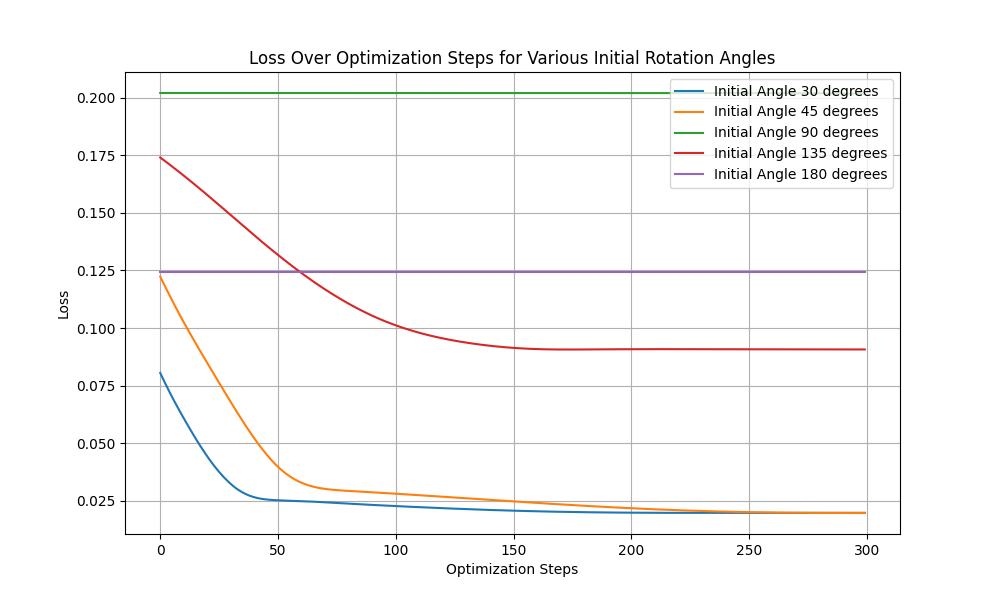 Loss Over Optimization Steps for Various Initial Rotation Angles
Initial Angle 30 degrees
Initial Angle 45 degrees
Initial Angle 90 degrees
Initial Angle 135 degrees
Initial Angle 180 degrees
0.200
0.175
0.150
0.125
0.100
0.075
0.050
0.025
Loss
0
50
100
150
200
250
300
Optimization Steps